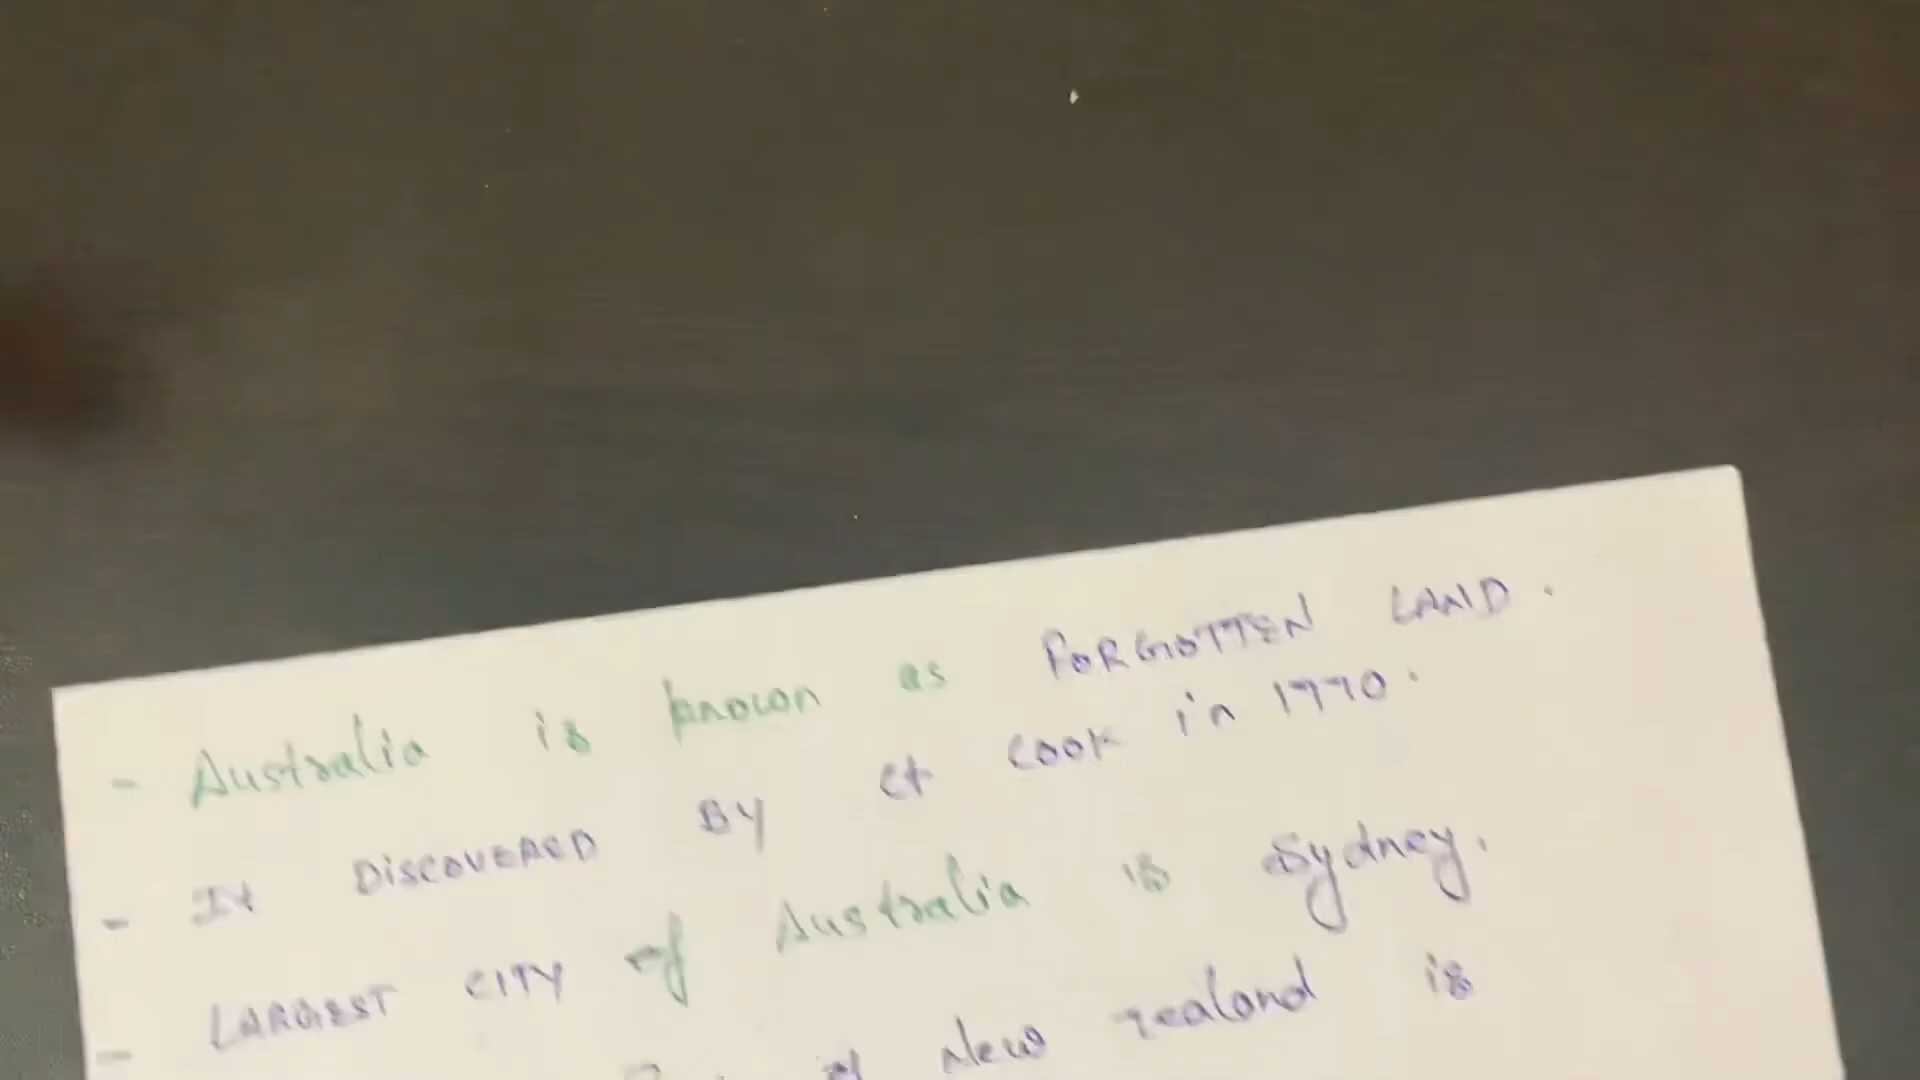 - Australia is known as FORGOTTEN LAND.
- It DISCOVERED BY Ct COOK in 1770.
- LARGEST CITY of Australia is Sydney.
of New Zealand is